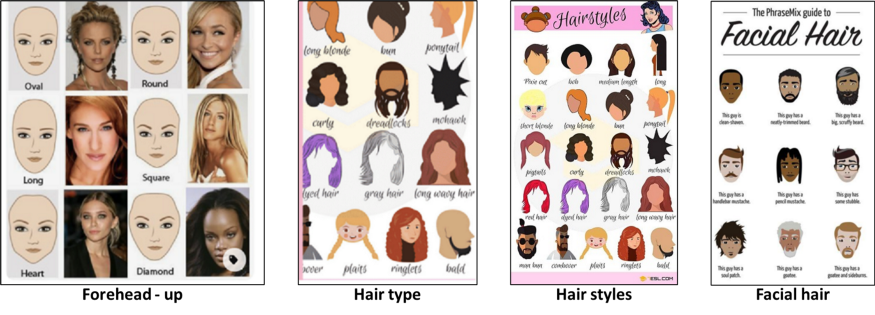 Oval Round
Long Square
Heart Diamond
Forehead - up
long blonde bun ponytail
curly dreadlocks mohawk
yed hair gray hair long wavy hair
over plaits ringlets bald
Hair type
Hairstyles
Pixie cut bob medium length long
short blonde long blonde bun ponytail
pigtails curly dreadlocks mohawk
red hair dyed hair gray hair long wavy hair
man bun combover plaits ringlets bald
7ESL.COM
Hair styles
The PhraseMix guide to
Facial Hair
This guy is
clean-shaven.
This guy has a
neatly-trimmed beard.
This guy has a
big, scruffy beard.
This guy has a
handlebar mustache.
This guy has a
pencil mustache.
This guy has
some stubble.
This guy has a
soul patch.
This guy has a
goatee.
This guy has a
goatee and sideburns.
Facial hair